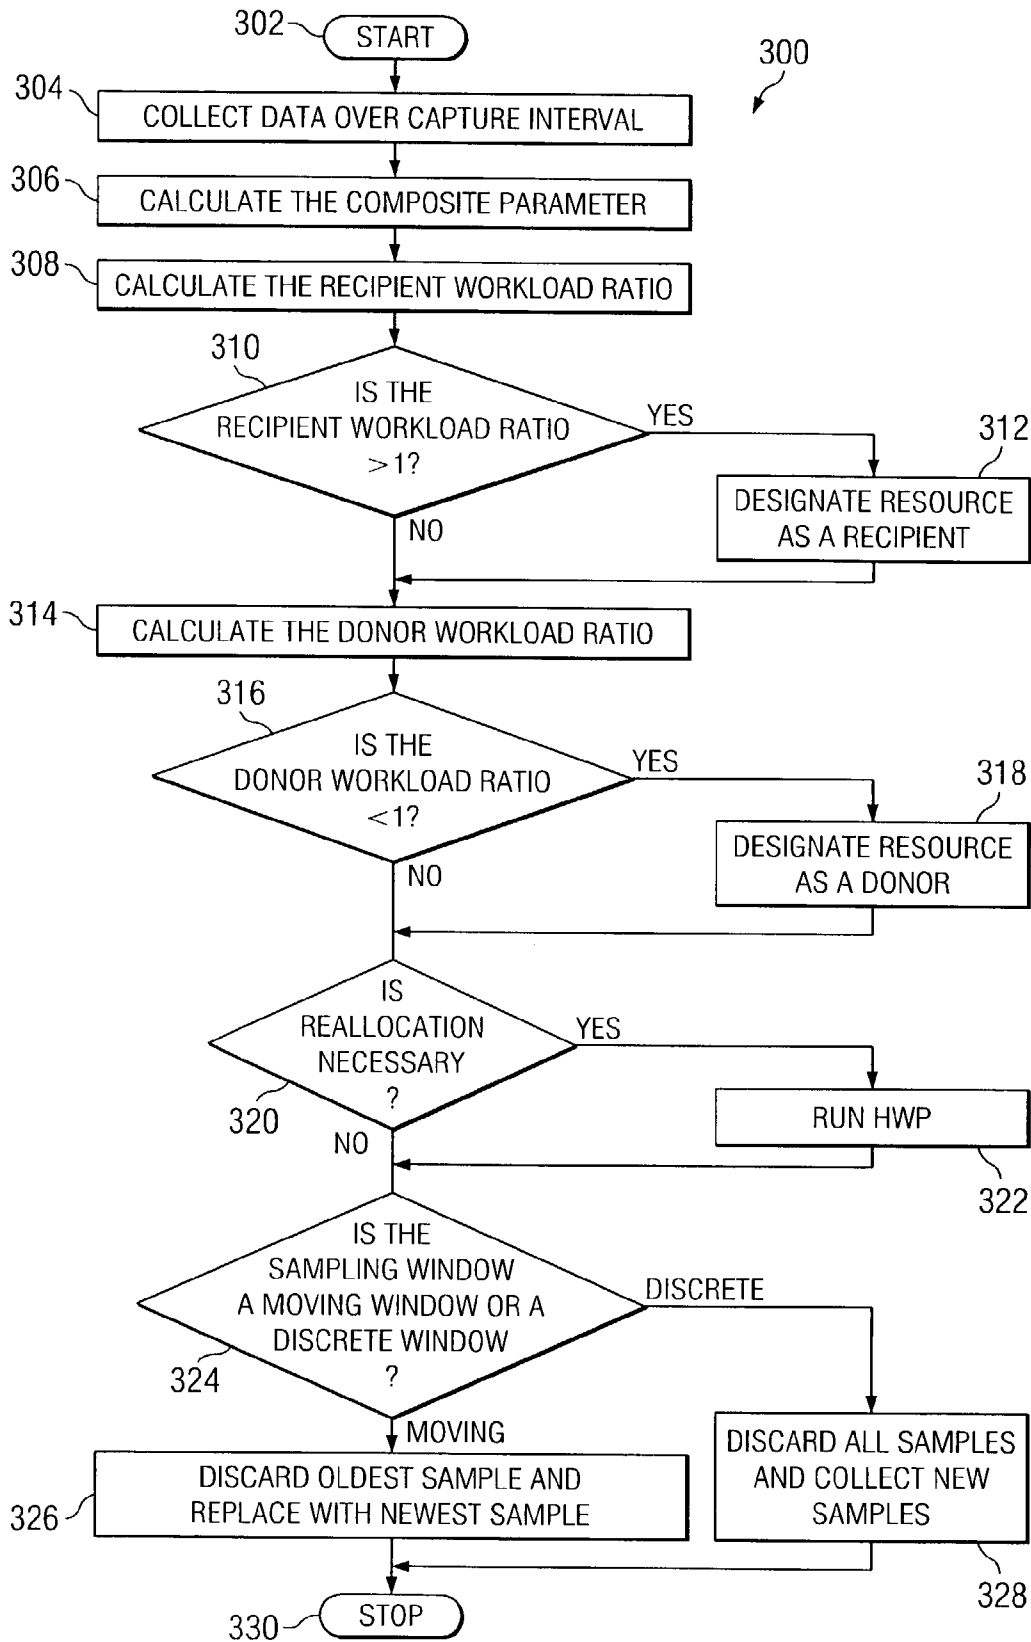 302
START
300
304
COLLECT DATA OVER CAPTURE INTERVAL
306
CALCULATE THE COMPOSITE PARAMETER
308
CALCULATE THE RECIPIENT WORKLOAD RATIO
310
IS THE
RECIPIENT WORKLOAD RATIO
>1?
YES
NO
312
DESIGNATE RESOURCE
AS A RECIPIENT
314
CALCULATE THE DONOR WORKLOAD RATIO
316
IS THE
DONOR WORKLOAD RATIO
<1?
YES
NO
318
DESIGNATE RESOURCE
AS A DONOR
IS
REALLOCATION
NECESSARY
?
320
YES
NO
RUN HWP
322
IS THE
SAMPLING WINDOW
A MOVING WINDOW OR A
DISCRETE WINDOW
?
324
DISCRETE
MOVING
326
DISCARD OLDEST SAMPLE AND
REPLACE WITH NEWEST SAMPLE
DISCARD ALL SAMPLES
AND COLLECT NEW
SAMPLES
328
330
STOP